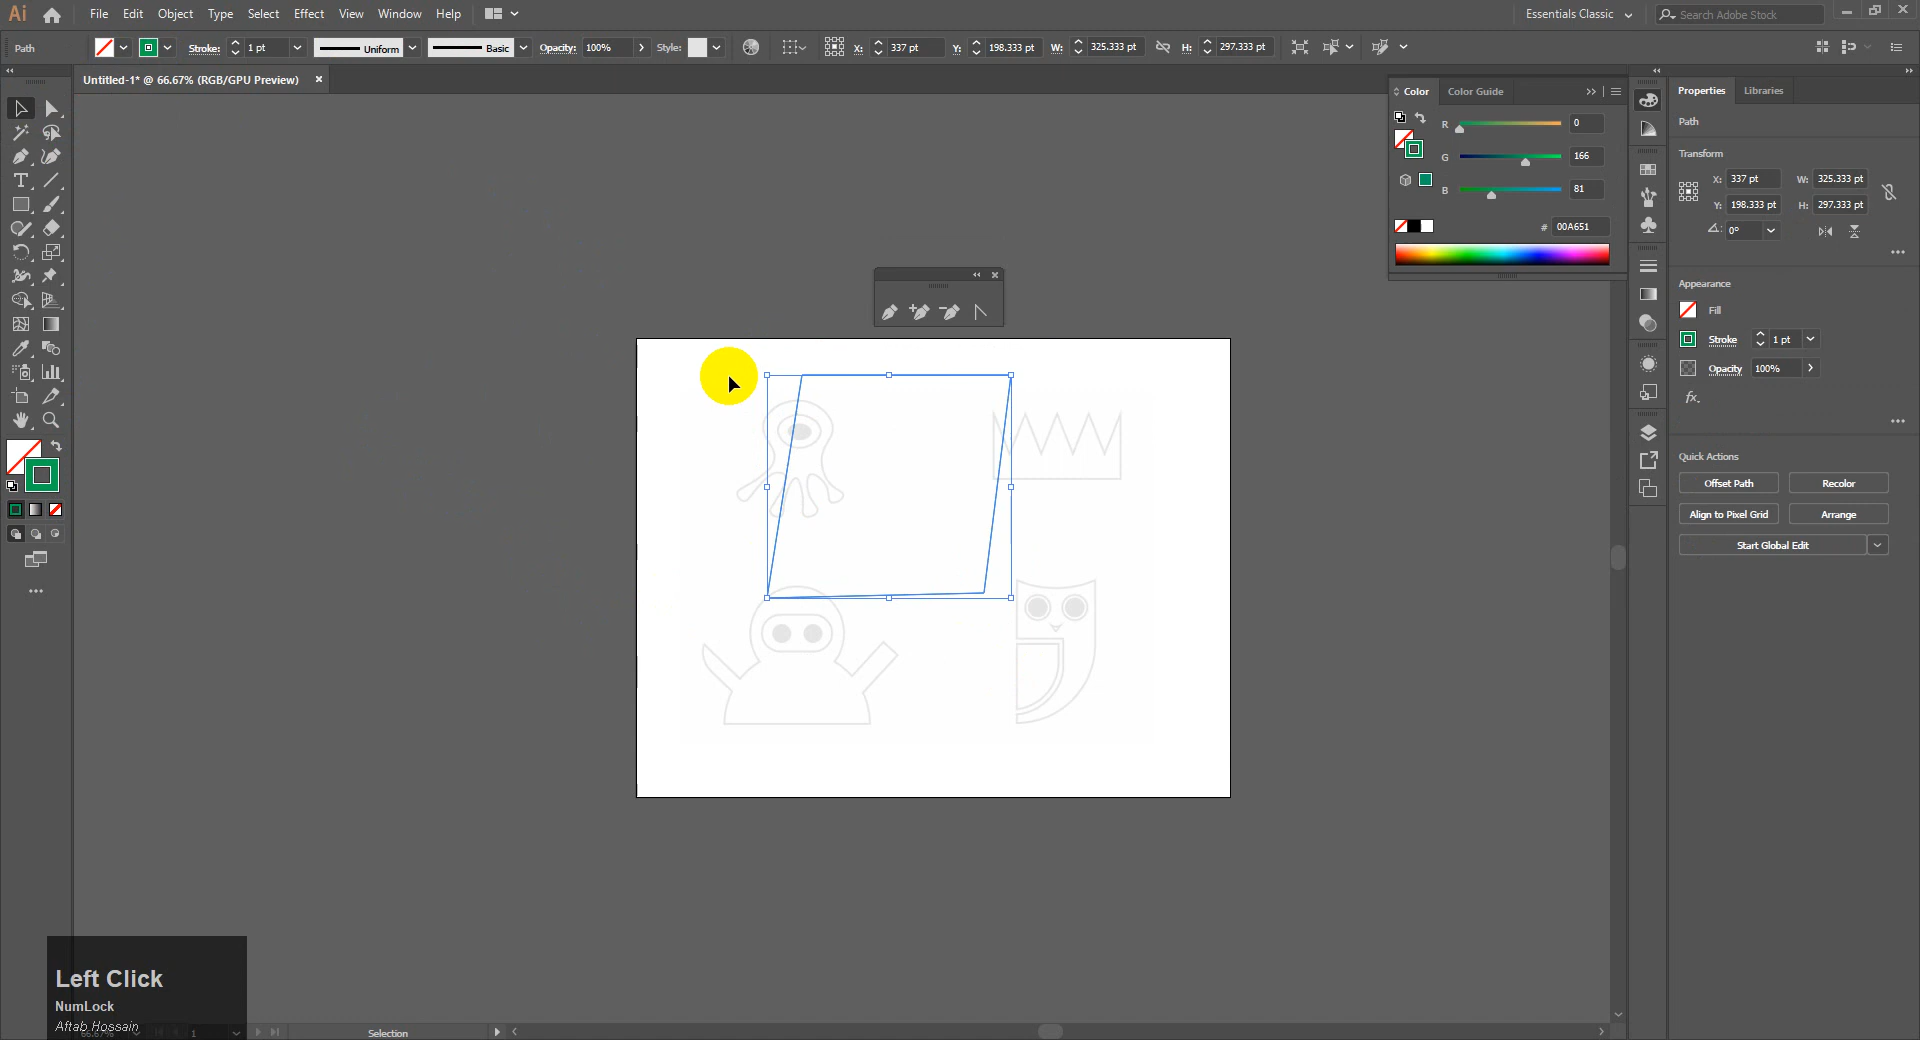 Ai File Edit Object Type Select Effect View Window Help Essentials Classic Search Adobe Stock
Path Stroke: 1 pt Uniform Basic Opacity: 100% Style: X: 337 pt Y: 198.333 pt W: 325.333 pt H: 297.333 pt
Untitled-1* @ 66.67% (RGB/GPU Preview)
Color Color Guide
R 0
G 166
B 81
# 00A651
Properties Libraries
Path
Transform
X: 337 pt W: 325.333 pt
Y: 198.333 pt H: 297.333 pt
0°
Appearance
Fill
Stroke 1 pt
Opacity 100%
fx.
Quick Actions
Offset Path Recolor
Align to Pixel Grid Arrange
Start Global Edit
Left Click
NumLock
Aftab Hossain
66.67% 1 Selection